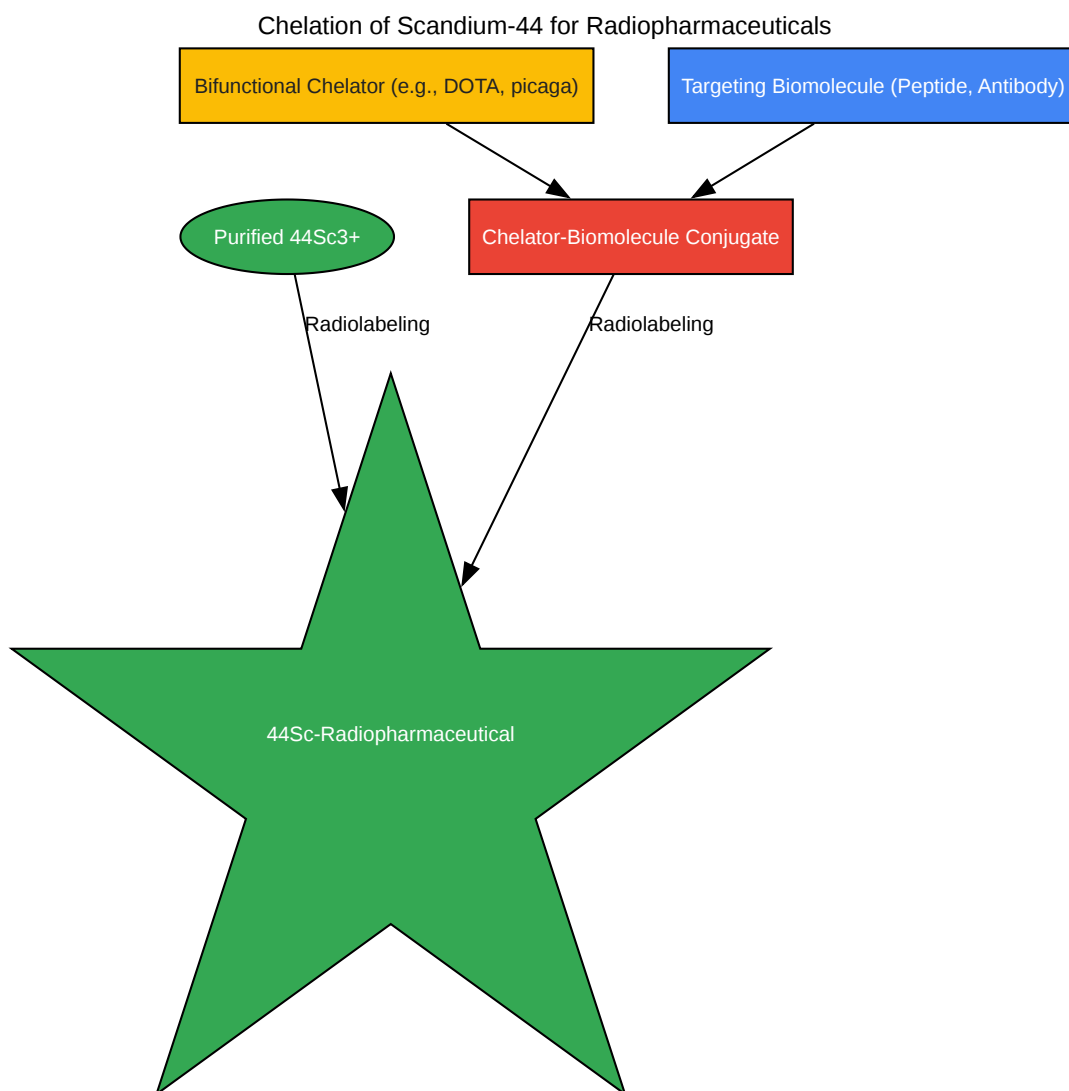 Chelation of Scandium-44 for Radiopharmaceuticals
Bifunctional Chelator (e.g., DOTA, picaga)
Targeting Biomolecule (Peptide, Antibody)
Purified 44Sc3+
Chelator-Biomolecule Conjugate
Radiolabeling
Radiolabeling
44Sc-Radiopharmaceutical